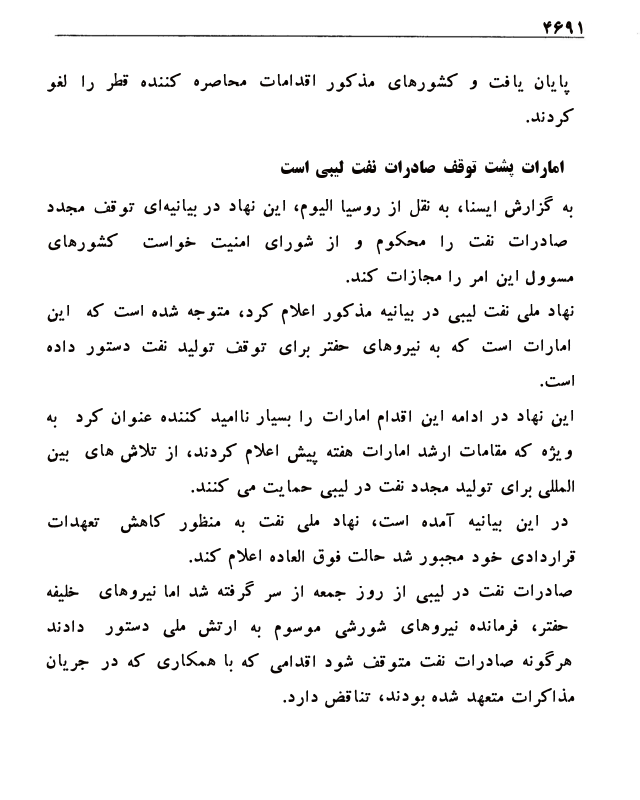 ۴۶۹۱
پایان یافت و کشورهای مذکور اقدامات محاصره کننده قطر را لغو
کردند.
امارات پشت توقف صادرات نفت لیبی است
به گزارش ایسنا، به نقل از روسیا الیوم، این نهاد در بیانیه‌ای توقف مجدد
صادرات نفت را محکوم و از شورای امنیت خواست کشورهای
مسوول این امر را مجازات کند.
نهاد ملی نفت لیبی در بیانیه مذکور اعلام کرد، متوجه شده است که این
امارات است که به نیروهای حفتر برای توقف تولید نفت دستور داده
است.
این نهاد در ادامه این اقدام امارات را بسیار ناامید کننده عنوان کرد به
ویژه که مقامات ارشد امارات هفته پیش اعلام کردند، از تلاش های بین
المللی برای تولید مجدد نفت در لیبی حمایت می کنند.
در این بیانیه آمده است، نهاد ملی نفت به منظور کاهش تعهدات
قراردادی خود مجبور شد حالت فوق العاده اعلام کند.
صادرات نفت در لیبی از روز جمعه از سر گرفته شد اما نیروهای خلیفه
حفتر، فرمانده نیروهای شورشی موسوم به ارتش ملی دستور دادند
هرگونه صادرات نفت متوقف شود اقدامی که با همکاری که در جریان
مذاکرات متعهد شده بودند، تناقض دارد.